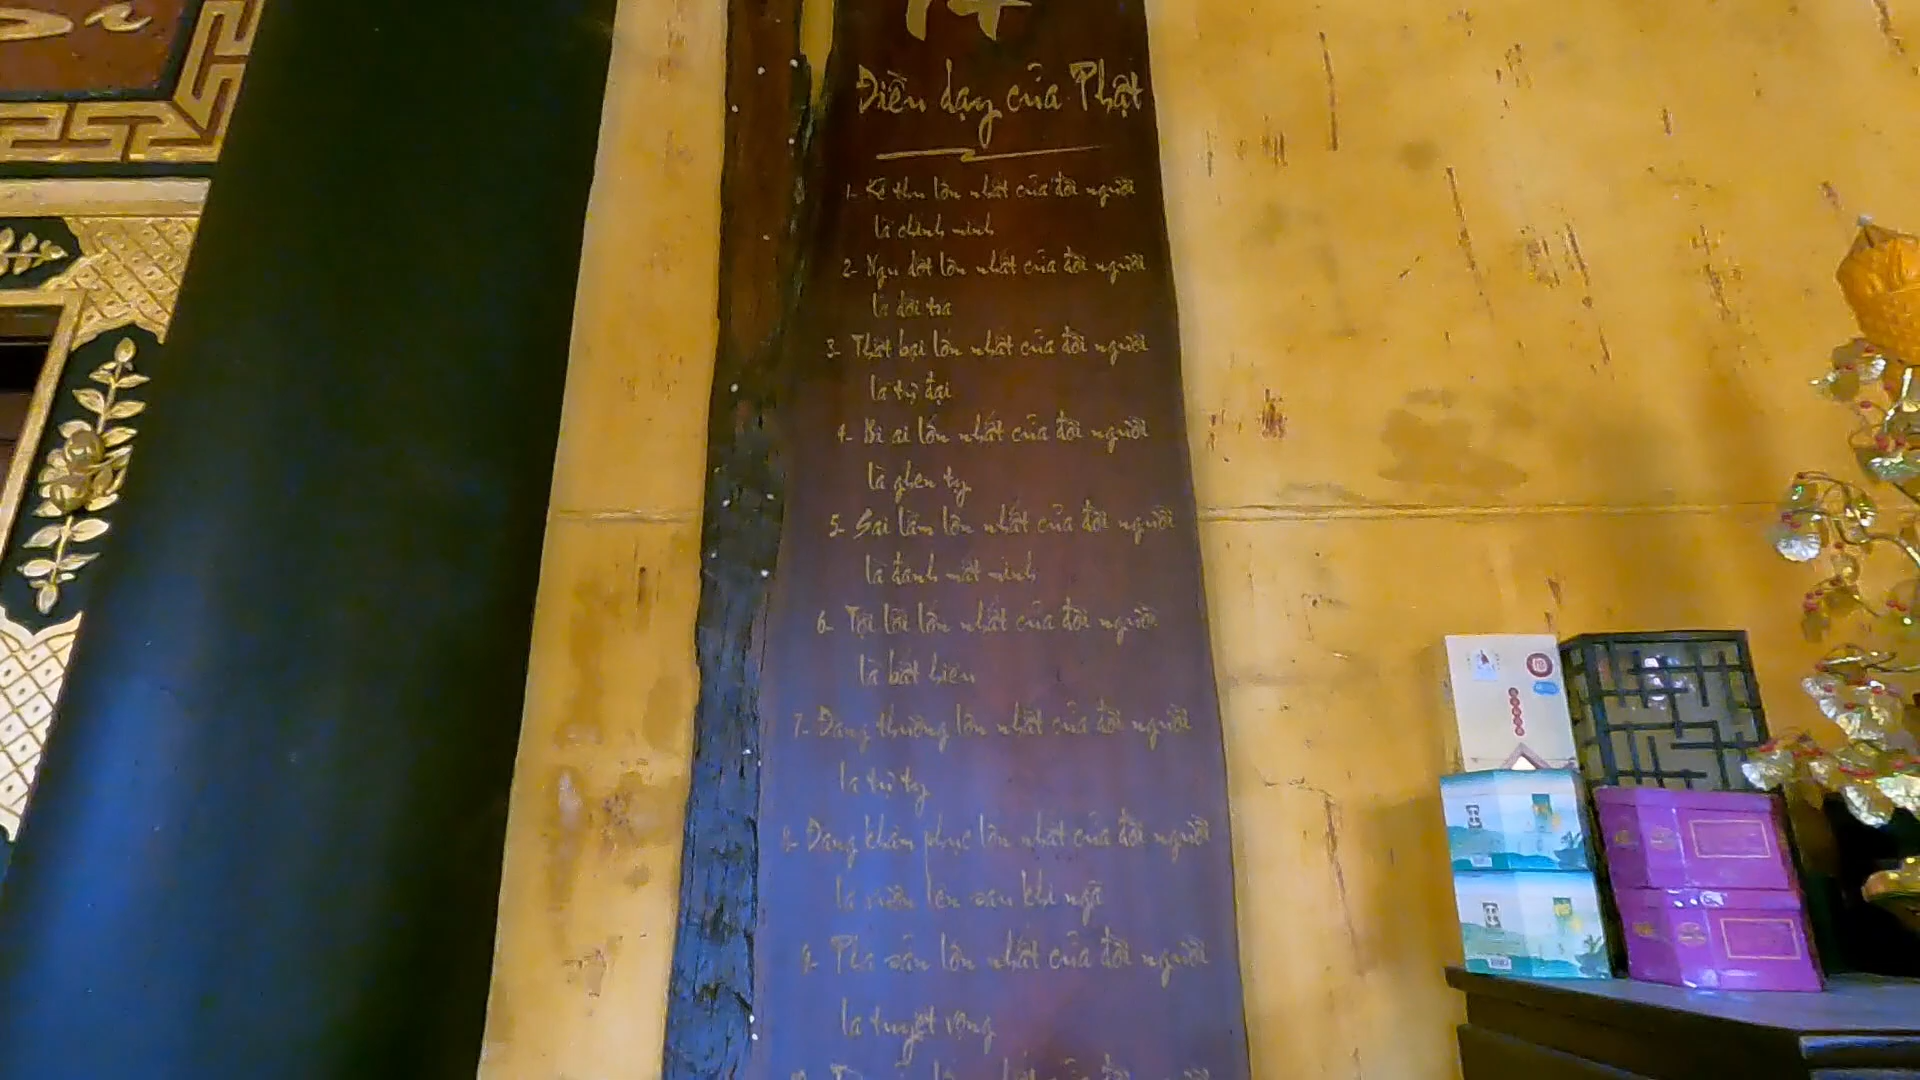 14
Điều dạy của Phật
1- Kẻ thù lớn nhất của đời người
là chính mình
2- Ngu dốt lớn nhất của đời người
là dối trá
3- Thất bại lớn nhất của đời người
là tự đại
4- Bi ai lớn nhất của đời người
là ghen tỵ
5- Sai lầm lớn nhất của đời người
là đánh mất mình
6- Tội lỗi lớn nhất của đời người
là bất hiếu
7- Đáng thương lớn nhất của đời người
là tự ty
8- Đáng khâm phục lớn nhất của đời người
là vươn lên sau khi ngã
9- Phá sản lớn nhất của đời người
là tuyệt vọng